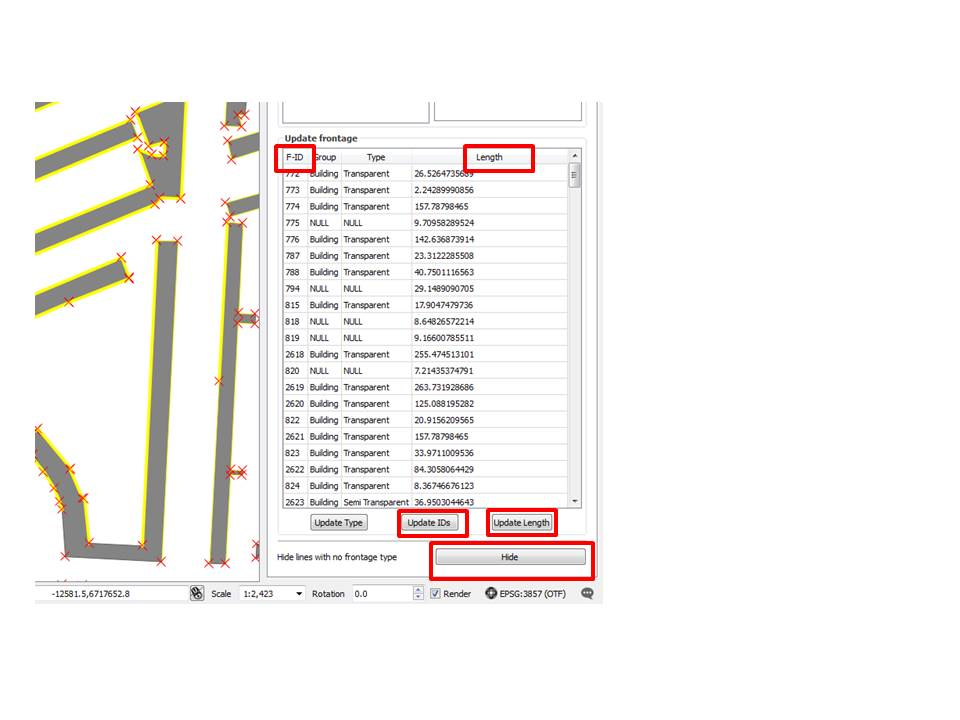 Update frontage
F-ID Group Type Length
772 Building Transparent 26.5264735689
773 Building Transparent 2.24289990856
774 Building Transparent 157.78798465
775 NULL NULL 9.70958289524
776 Building Transparent 142.636873914
787 Building Transparent 23.3122285508
788 Building Transparent 40.7501116563
794 NULL NULL 29.1489090705
815 Building Transparent 17.9047479736
818 NULL NULL 8.64826572214
819 NULL NULL 9.16600785511
2618 Building Transparent 255.474513101
820 NULL NULL 7.21435374791
2619 Building Transparent 263.731928686
2620 Building Transparent 125.088195282
822 Building Transparent 20.9156209565
2621 Building Transparent 157.78798465
823 Building Transparent 33.9711009536
2622 Building Transparent 84.3058064429
824 Building Transparent 8.36746676123
2623 Building Semi Transparent 36.9503044643
Update Type Update IDs Update Length
Hide lines with no frontage type Hide
-12581.5,6717652.8 Scale 1:2,423 Rotation 0.0 Render EPSG:3857 (OTF)